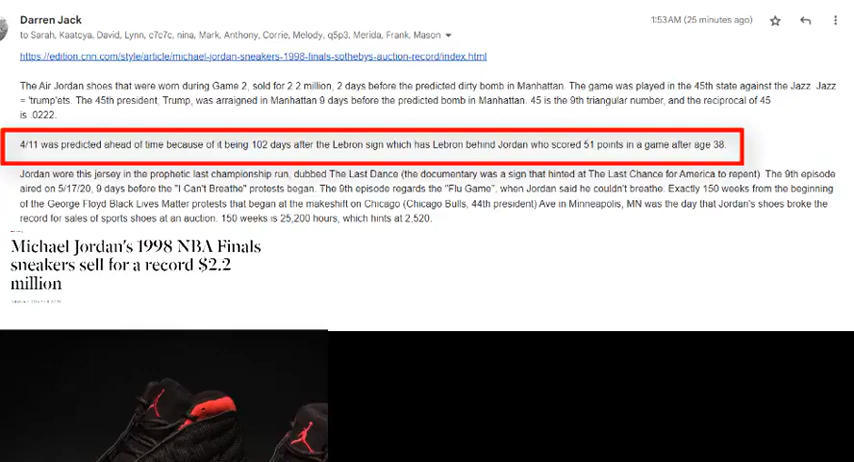 Darren Jack
1:53AM (25 minutes ago)
to Sarah, Kaatcya, David, Lynn, c7c7c, nina, Mark, Anthony, Corrie, Melody, q5p3, Merida, Frank, Mason
https://edition.cnn.com/style/article/michael-jordan-sneakers-1998-finals-sothebys-auction-record/index.html
The Air Jordan shoes that were worn during Game 2, sold for 2.2 million, 2 days before the predicted dirty bomb in Manhattan. The game was played in the 45th state against the Jazz. Jazz
= 'trump'ets. The 45th president, Trump, was arraigned in Manhattan 9 days before the predicted bomb in Manhattan. 45 is the 9th triangular number, and the reciprocal of 45
is .0222.
4/11 was predicted ahead of time because of it being 102 days after the Lebron sign which has Lebron behind Jordan who scored 51 points in a game after age 38.
Jordan wore this jersey in the prophetic last championship run, dubbed The Last Dance (the documentary was a sign that hinted at The Last Chance for America to repent). The 9th episode
aired on 5/17/20, 9 days before the "I Can't Breathe" protests began. The 9th episode regards the "Flu Game", when Jordan said he couldn't breathe. Exactly 150 weeks from the beginning
of the George Floyd Black Lives Matter protests that began at the makeshift on Chicago (Chicago Bulls, 44th president) Ave in Minneapolis, MN was the day that Jordan's shoes broke the
record for sales of sports shoes at an auction. 150 weeks is 25,200 hours, which hints at 2,520.
Michael Jordan's 1998 NBA Finals
sneakers sell for a record $2.2
million